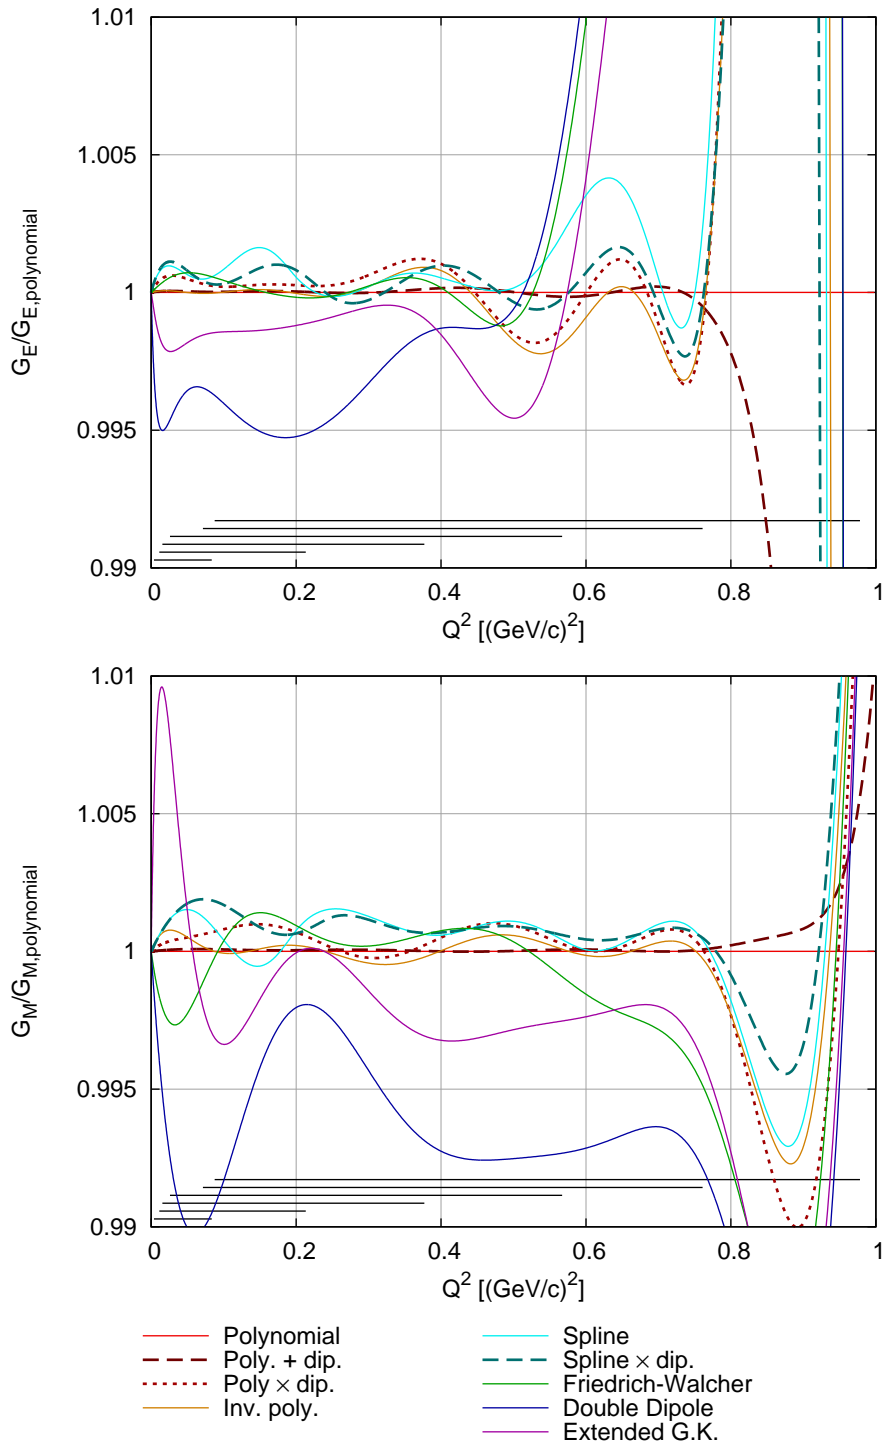 1.01
1.005
1
0.995
0.99
G_E/G_E,polynomial
0 0.2 0.4 0.6 0.8 1
Q^2 [(GeV/c)^2]
1.01
1.005
1
0.995
0.99
G_M/G_M,polynomial
0 0.2 0.4 0.6 0.8 1
Q^2 [(GeV/c)^2]
Polynomial
Poly. + dip.
Poly × dip.
Inv. poly.
Spline
Spline × dip.
Friedrich-Walcher
Double Dipole
Extended G.K.